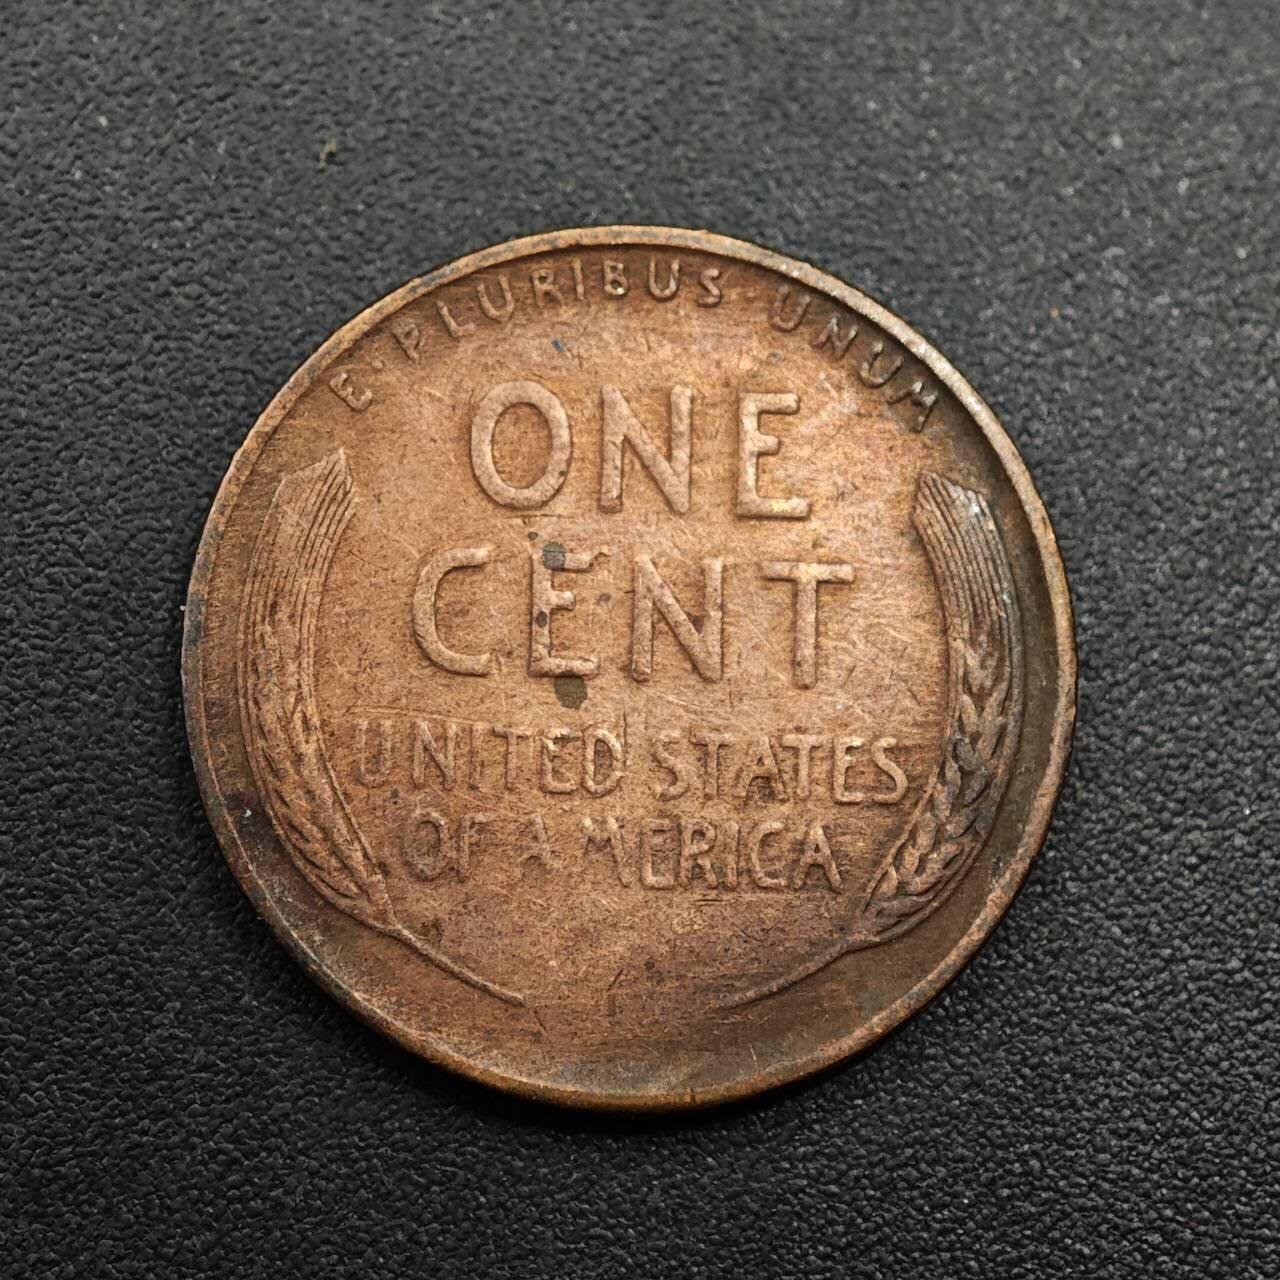 E·PLURIBUS·UNUM
ONE
CENT
UNITED STATES
OF AMERICA